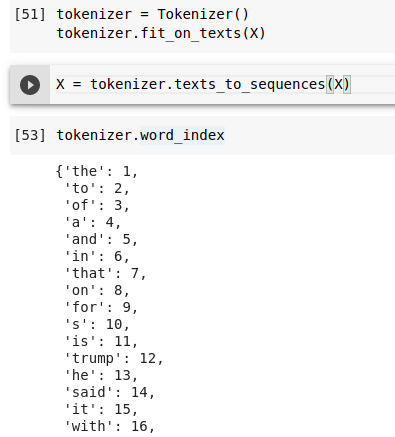 [51] tokenizer = Tokenizer()
tokenizer.fit_on_texts(X)
X = tokenizer.texts_to_sequences(X)
[53] tokenizer.word_index
{'the': 1,
'to': 2,
'of': 3,
'a': 4,
'and': 5,
'in': 6,
'that': 7,
'on': 8,
'for': 9,
's': 10,
'is': 11,
'trump': 12,
'he': 13,
'said': 14,
'it': 15,
'with': 16,